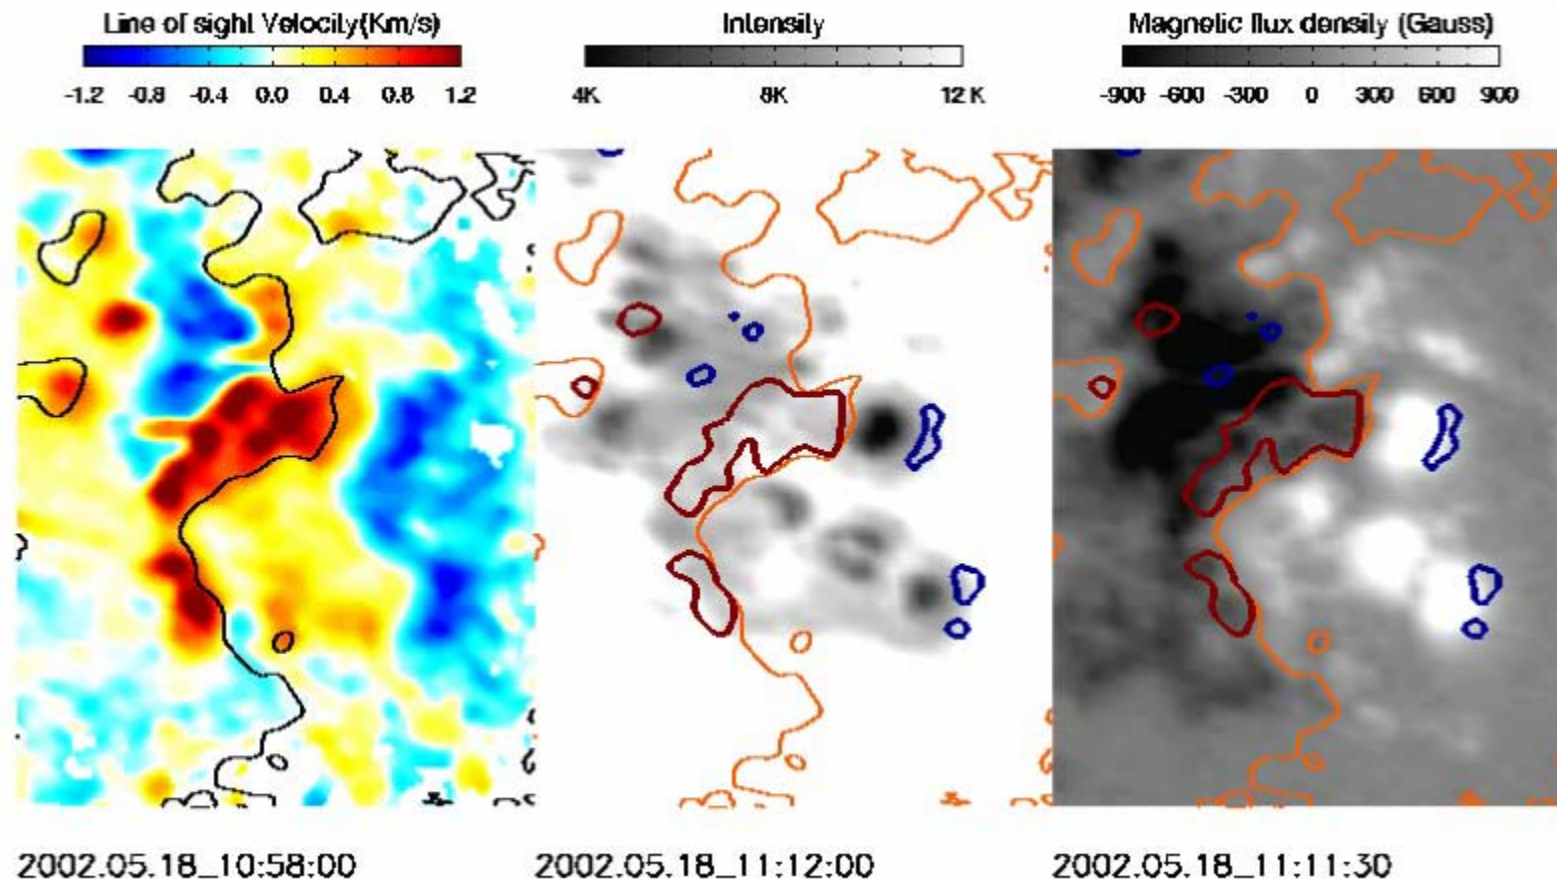 Line of sight Velocity(Km/s)
-1.2 -0.8 -0.4 0.0 0.4 0.8 1.2
Intensity
4K 8K 12 K
Magnetic flux density (Gauss)
-900 -600 -300 0 300 600 900
2002.05.18_10:58:00
2002.05.18_11:12:00
2002.05.18_11:11:30